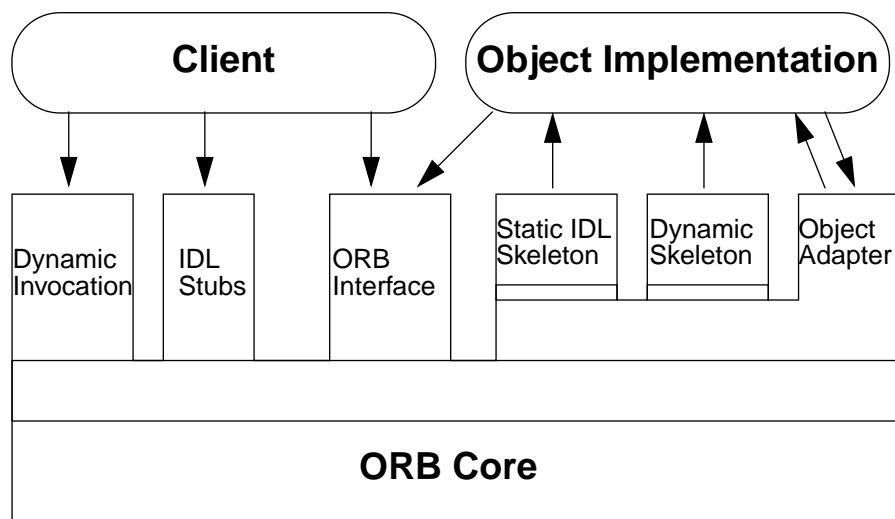 Client
Object Implementation
Dynamic
Invocation
IDL
Stubs
ORB
Interface
Static IDL
Skeleton
Dynamic
Skeleton
Object
Adapter
ORB Core